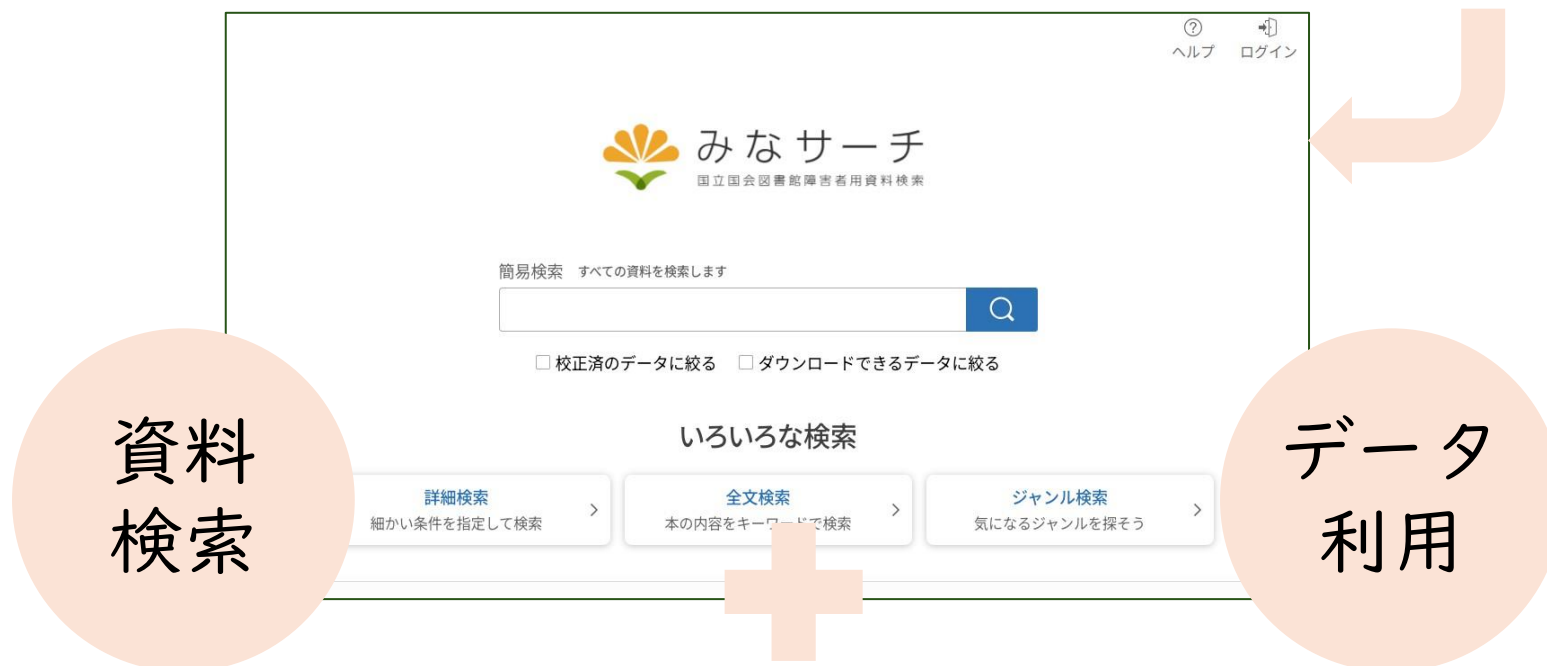 ヘルプ ログイン
みなサーチ
国立国会図書館障害者用資料検索
簡易検索 すべての資料を検索します
校正済のデータに絞る ダウンロードできるデータに絞る
資料
検索
データ
利用
いろいろな検索
詳細検索
細かい条件を指定して検索
全文検索
本の内容をキーワードで検索
ジャンル検索
気になるジャンルを探そう